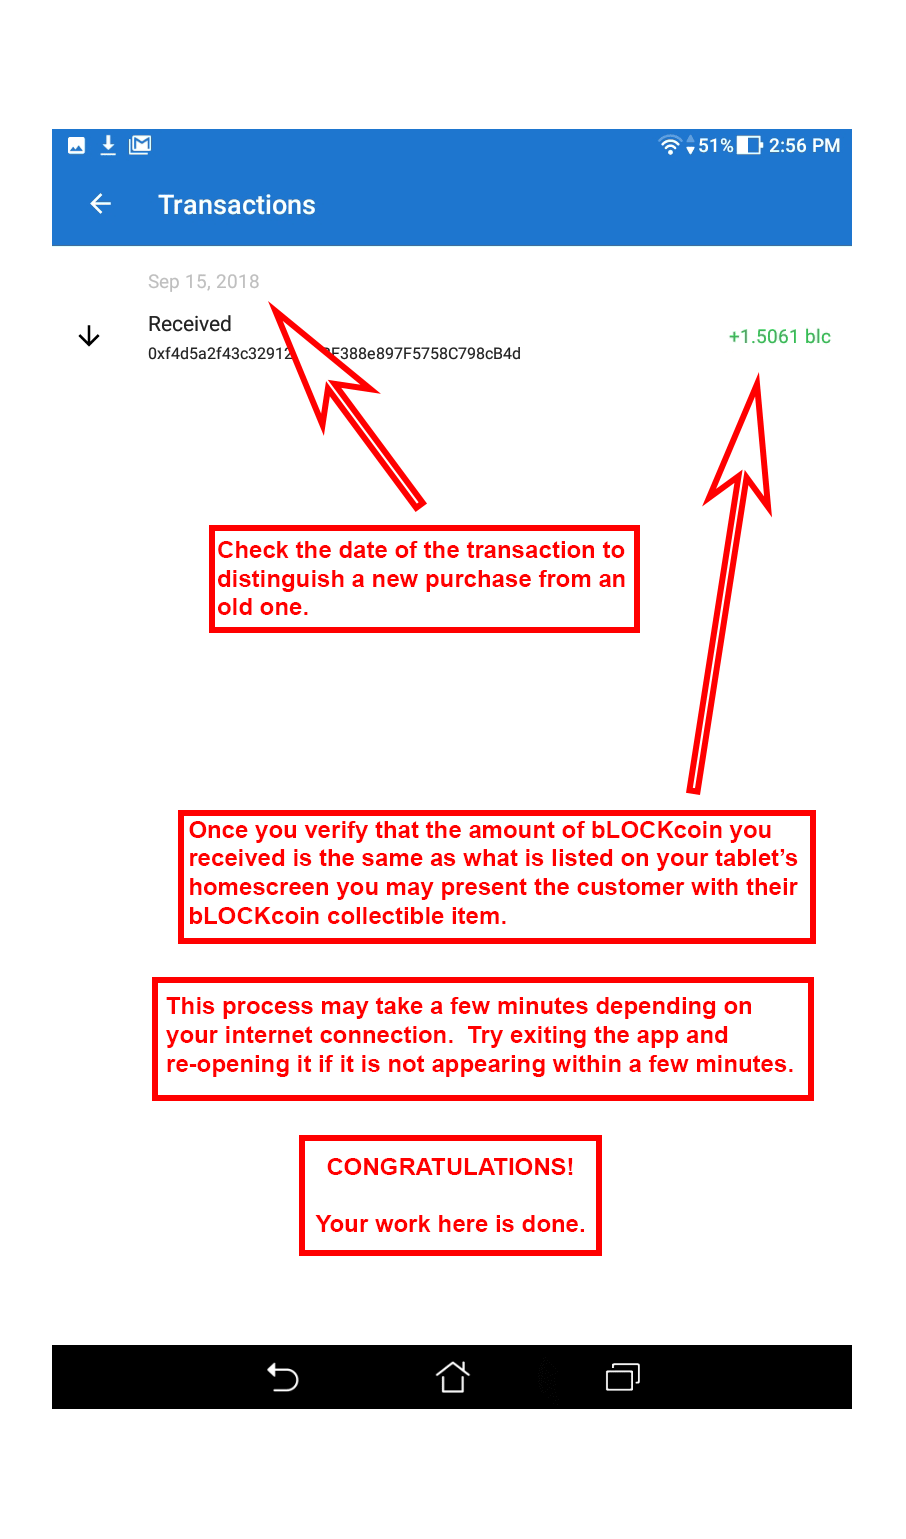 51% 2:56 PM
Transactions
Sep 15, 2018
Received
+1.5061 blc
Check the date of the transaction to
distinguish a new purchase from an
old one.
Once you verify that the amount of bLOCKcoin you
received is the same as what is listed on your tablet's
homescreen you may present the customer with their
bLOCKcoin collectible item.
This process may take a few minutes depending on
your internet connection.  Try exiting the app and
re-opening it if it is not appearing within a few minutes.
CONGRATULATIONS!
Your work here is done.